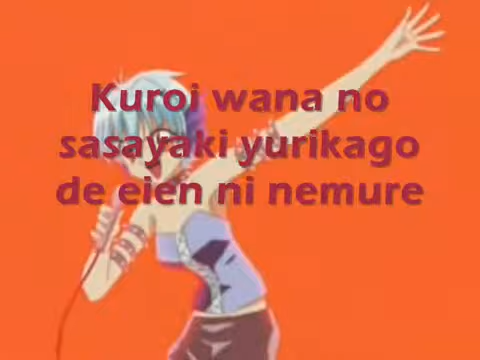 Kuroi wana no
sasayaki yurikago
de eien ni nemure